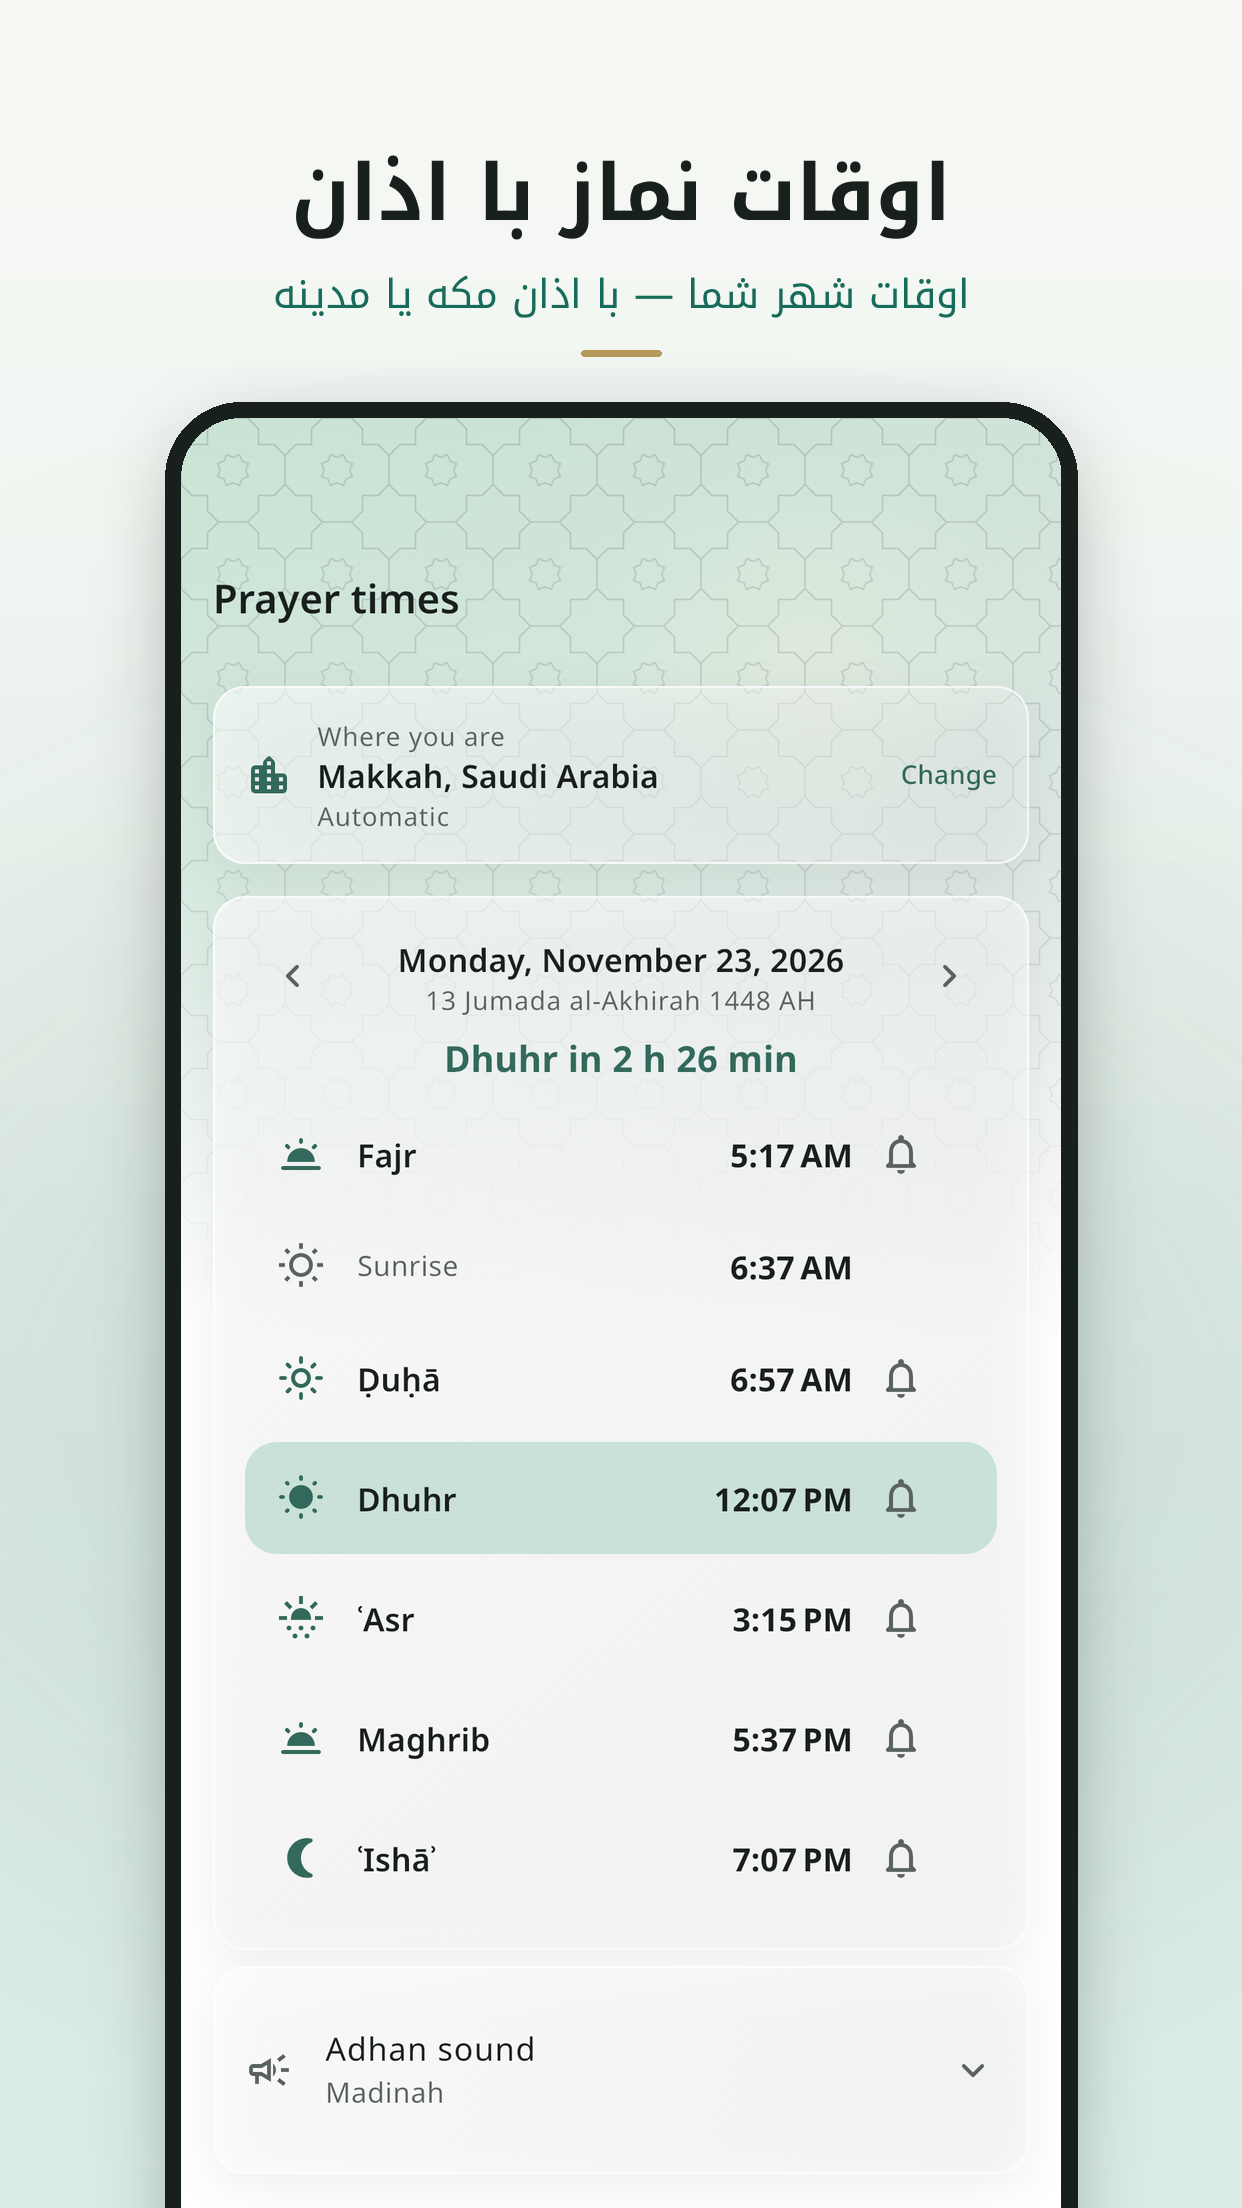 اوقات نماز با اذان
اوقات شهر شما — با اذان مکه یا مدینه
Prayer times
Where you are
Makkah, Saudi Arabia
Automatic
Change
Monday, November 23, 2026
13 Jumada al-Akhirah 1448 AH
Dhuhr in 2 h 26 min
Fajr 5:17 AM
Sunrise 6:37 AM
Ḍuḥā 6:57 AM
Dhuhr 12:07 PM
ʿAsr 3:15 PM
Maghrib 5:37 PM
ʿIshāʾ 7:07 PM
Adhan sound
Madinah